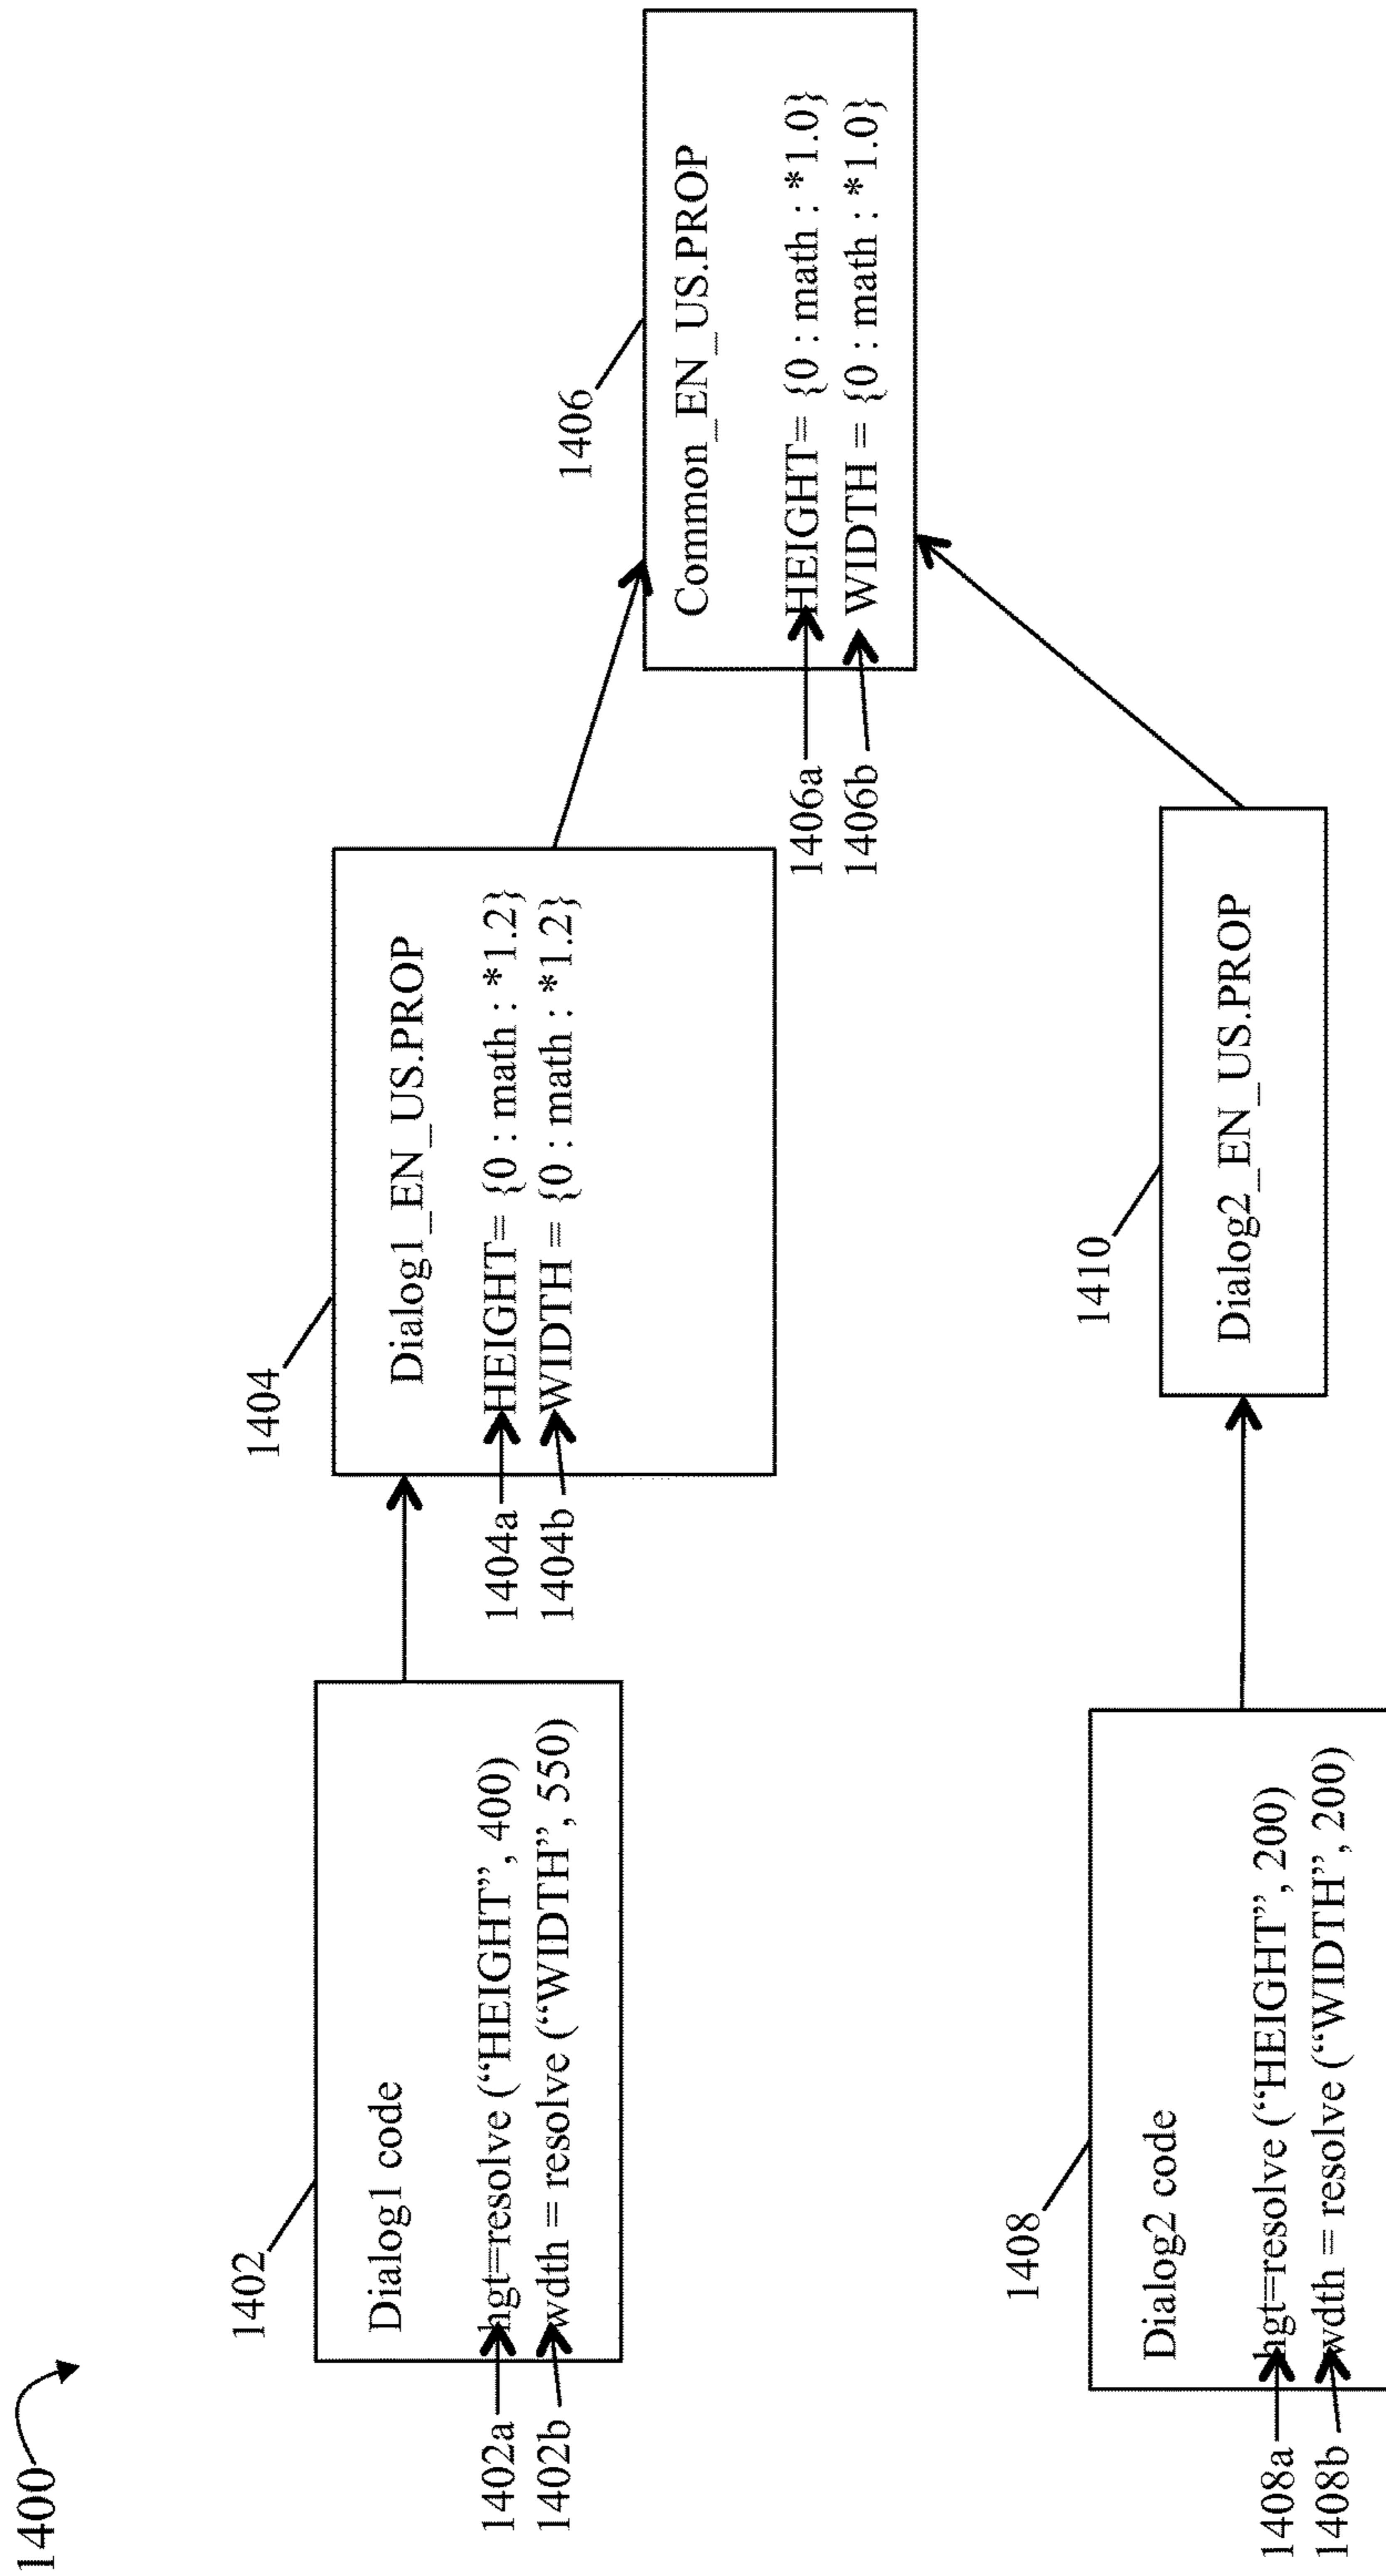 1400
1402
Dialog1 code
1402a
hgt=resolve (“HEIGHT”, 400)
1402b
wdth = resolve (“WIDTH”, 550)
1404
Dialog1_EN_US.PROP
1404a
HEIGHT= {0 : math : *1.2}
1404b
WIDTH = {0 : math : *1.2}
1406
Common_EN_US.PROP
1406a
HEIGHT= {0 : math : *1.0}
1406b
WIDTH = {0 : math : *1.0}
1408
Dialog2 code
1408a
hgt=resolve (“HEIGHT”, 200)
1408b
wdth = resolve (“WIDTH”, 200)
1410
Dialog2_EN_US.PROP